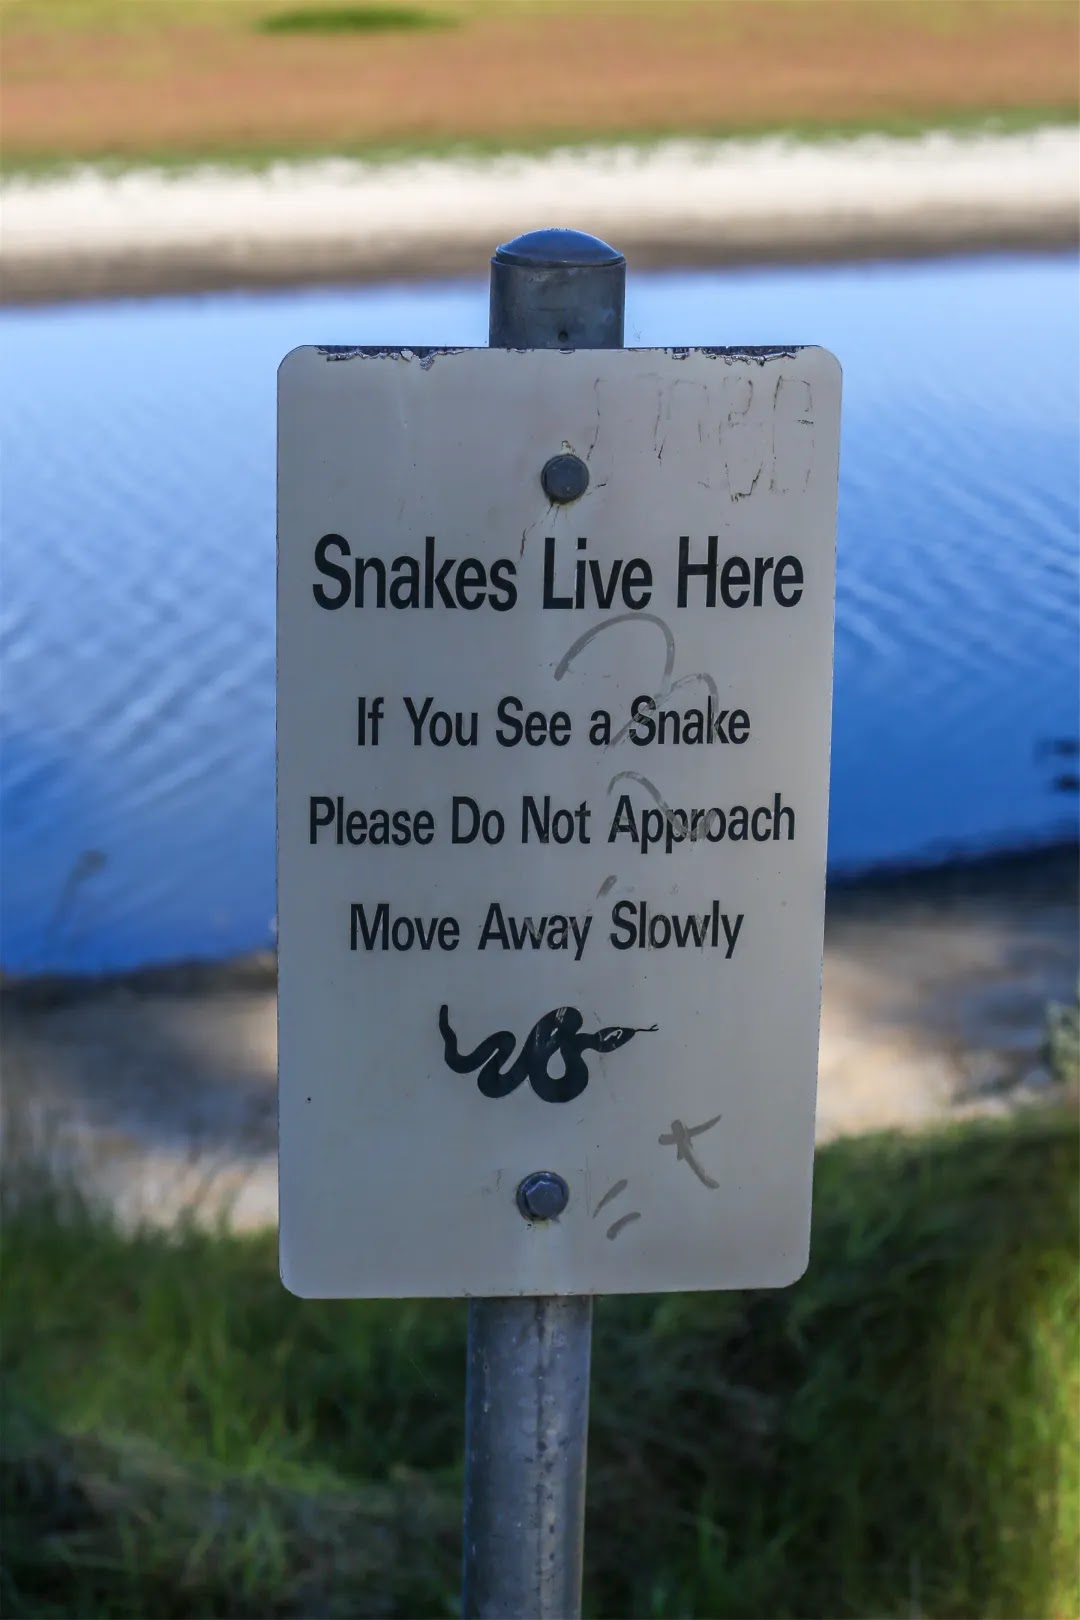 Snakes Live Here
If You See a Snake
Please Do Not Approach
Move Away Slowly